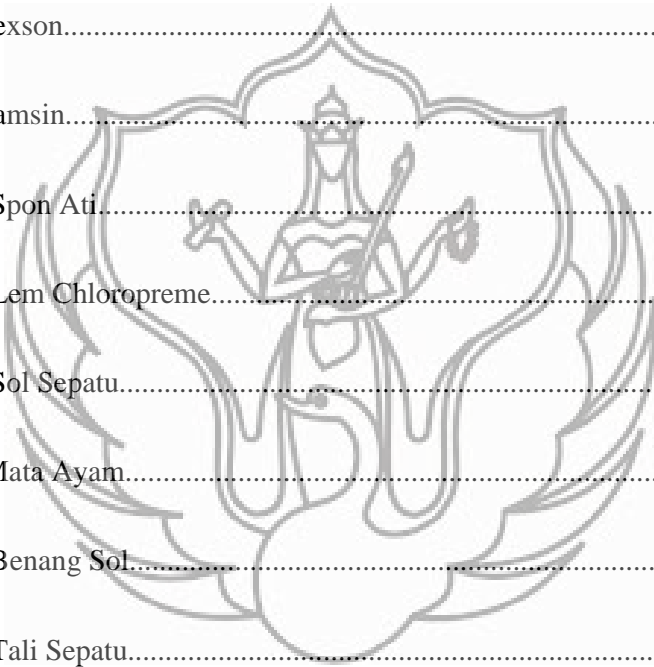 exson....................................................................................
amsin....................................................................................
Spon Ati...............................................................................
Lem Chloropreme...............................................................
Sol Sepatu............................................................................
Mata Ayam...........................................................................
Benang Sol..........................................................................
Tali Sepatu..........................................................................